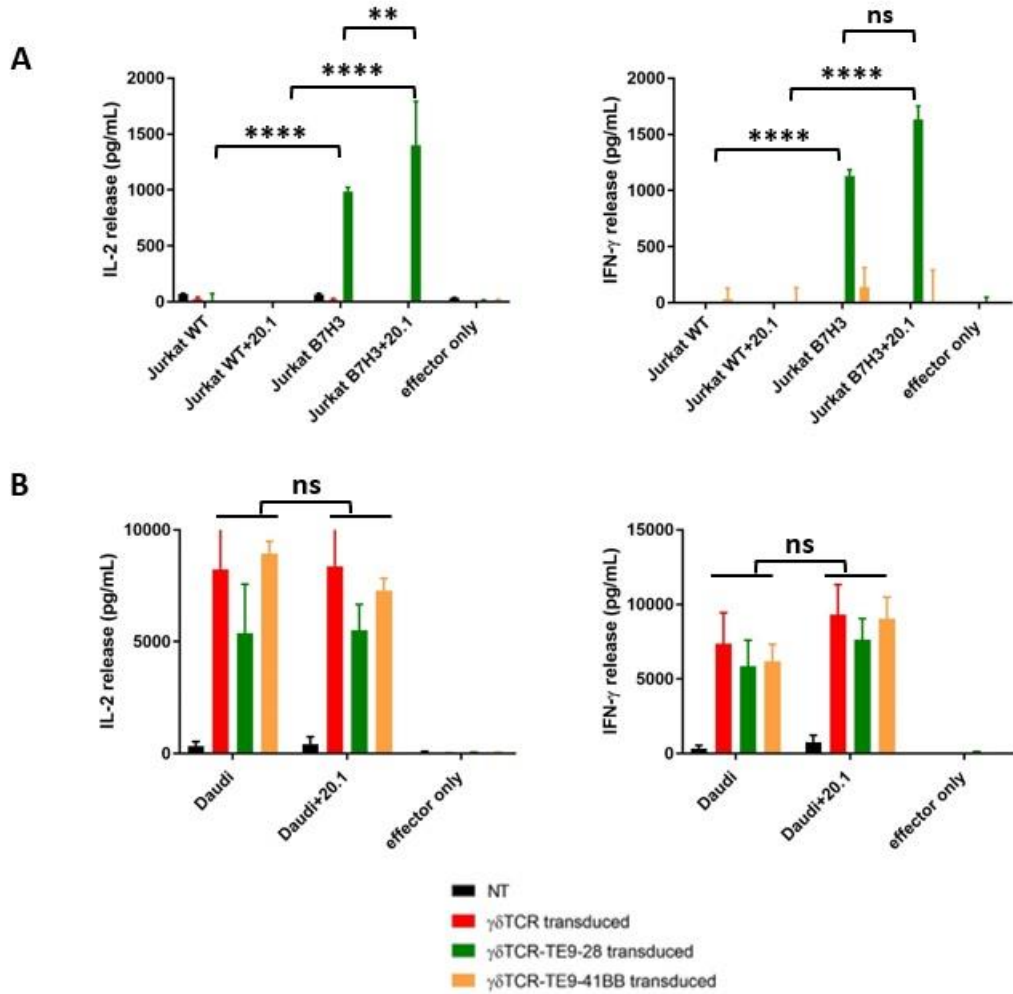 A
**
****
****
2000
1500
1000
500
0
IL-2 release (pg/mL)
Jurkat WT
Jurkat WT+20.1
Jurkat B7H3
Jurkat B7H3+20.1
effector only
ns
****
****
2000
1500
1000
500
0
IFN-γ release (pg/mL)
Jurkat WT
Jurkat WT+20.1
Jurkat B7H3
Jurkat B7H3+20.1
effector only
B
ns
10000
5000
0
IL-2 release (pg/mL)
Daudi
Daudi+20.1
effector only
ns
15000
10000
5000
0
IFN-γ release (pg/mL)
Daudi
Daudi+20.1
effector only
NT
γδTCR transduced
γδTCR-TE9-28 transduced
γδTCR-TE9-41BB transduced